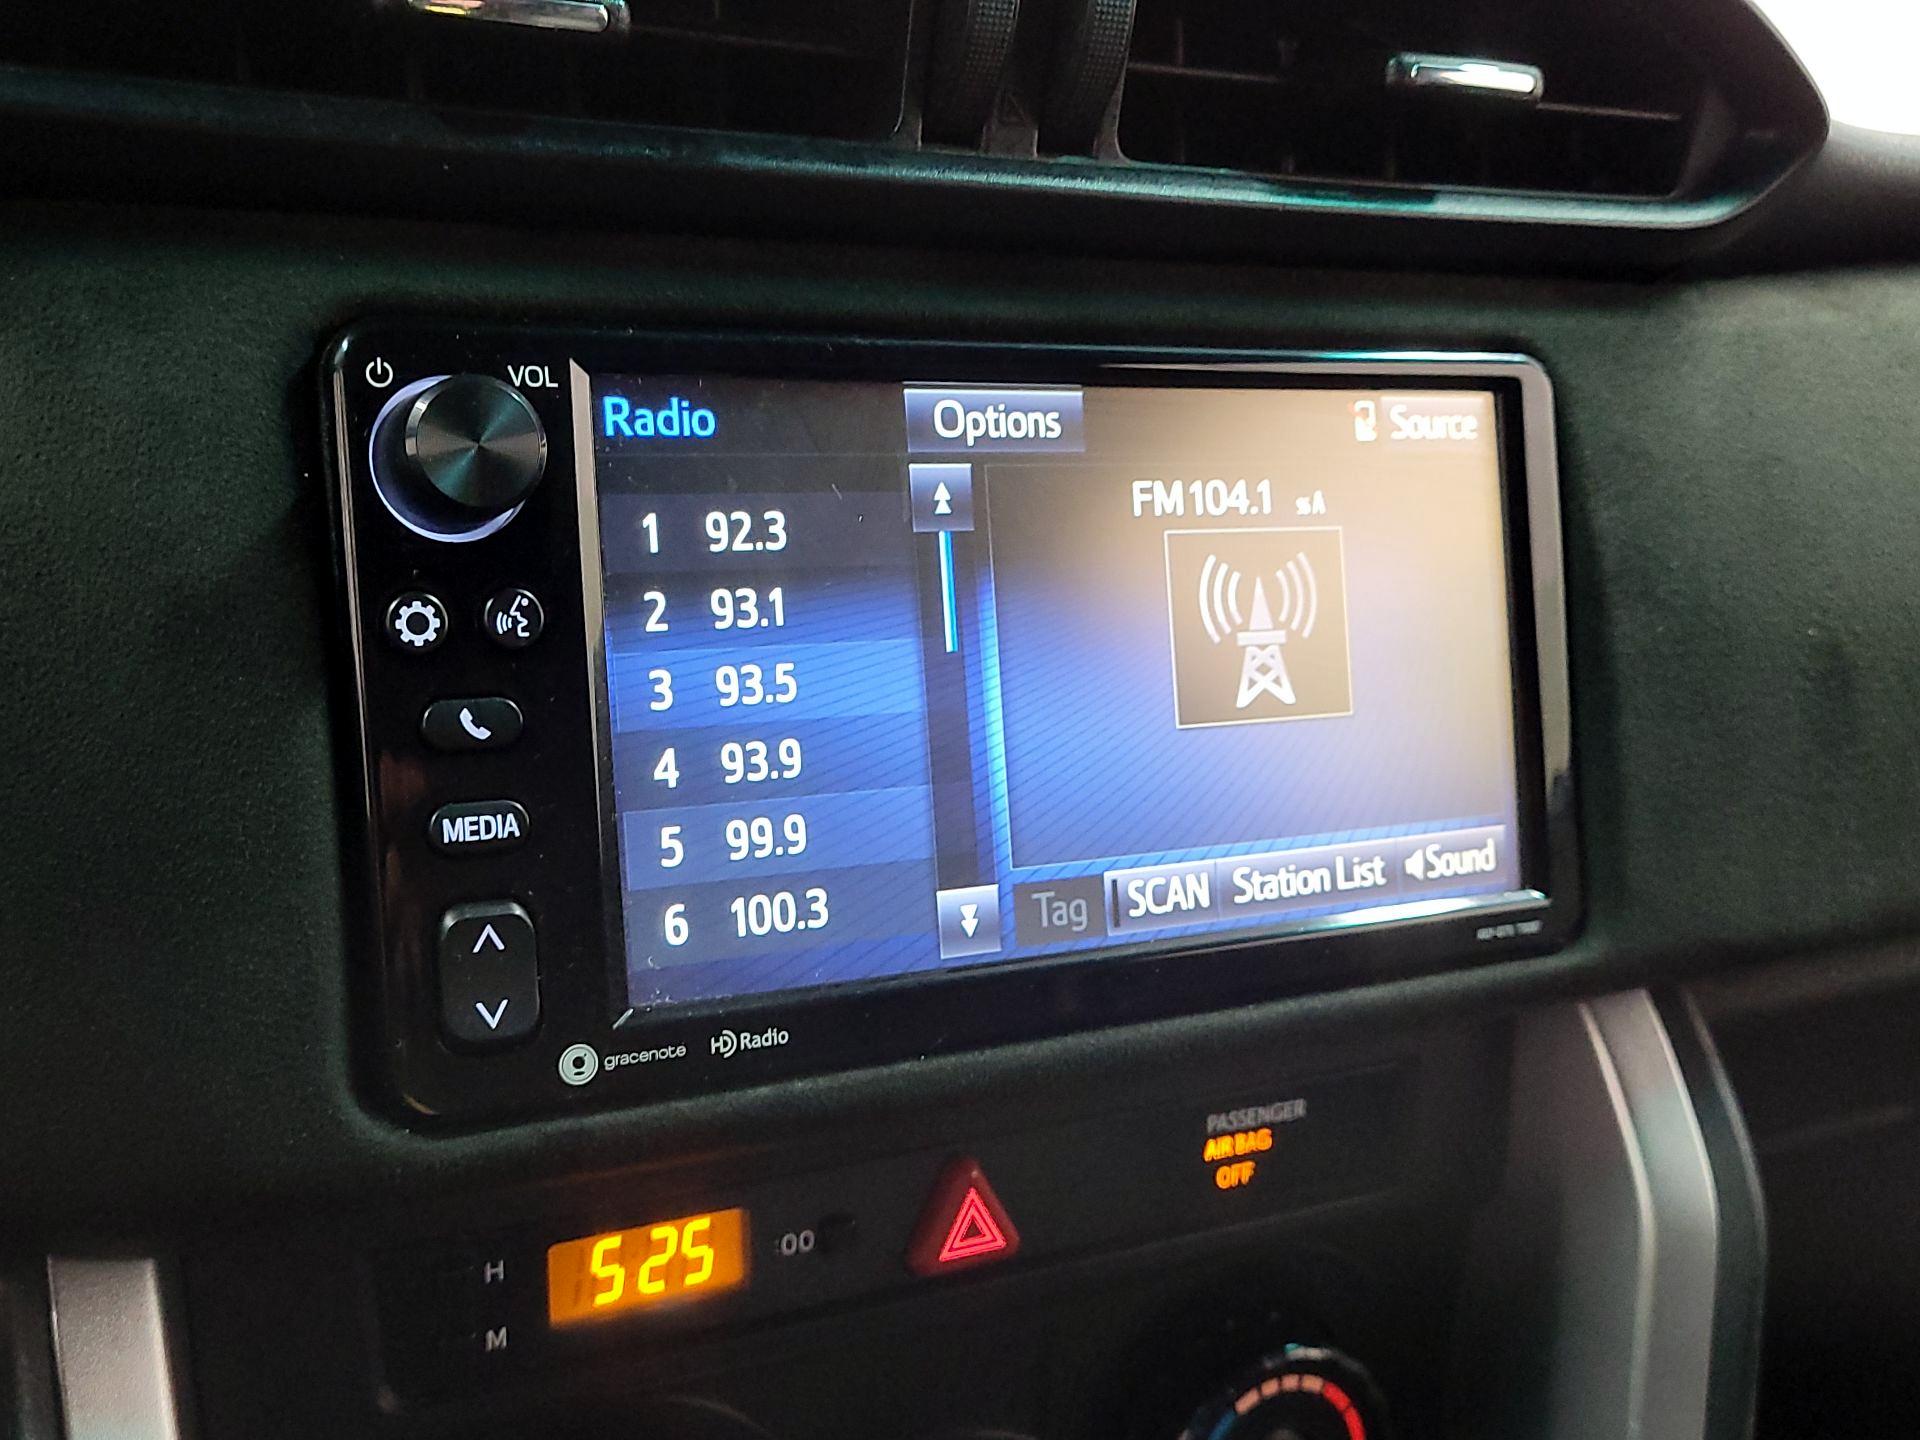 VOL
Radio
Options
Source
FM 104.1
1 92.3
2 93.1
3 93.5
4 93.9
5 99.9
6 100.3
MEDIA
Tag
SCAN
Station List
Sound
gracenote
HD Radio
PASSENGER
AIRBAG
OFF
H
5 25
:00
M